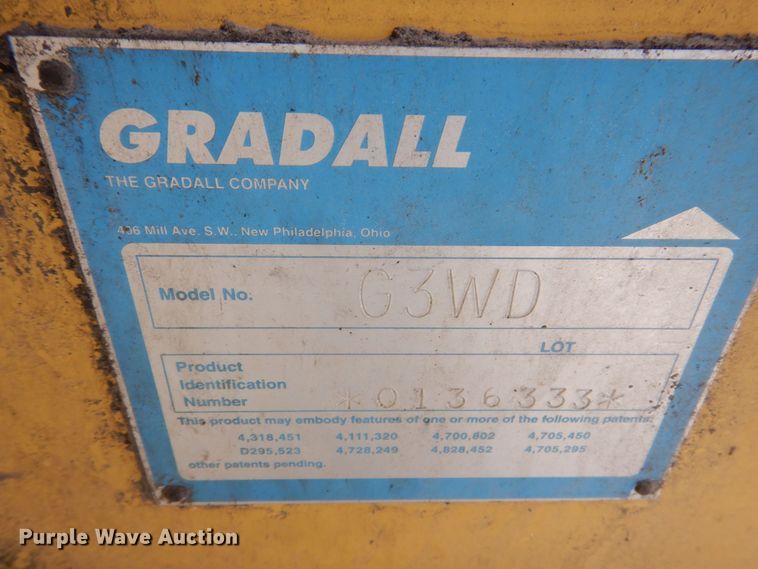 GRADALL
THE GRADALL COMPANY
406 Mill Ave. S.W., New Philadelphia, Ohio
Model No. G3WD
LOT
Product
Identification
Number *0136333*
This product may embody features of one or more of the following patents:
4,318,451 4,111,320 4,700,802 4,705,450
D295,523 4,728,249 4,828,452 4,705,295
other patents pending.
Purple Wave Auction